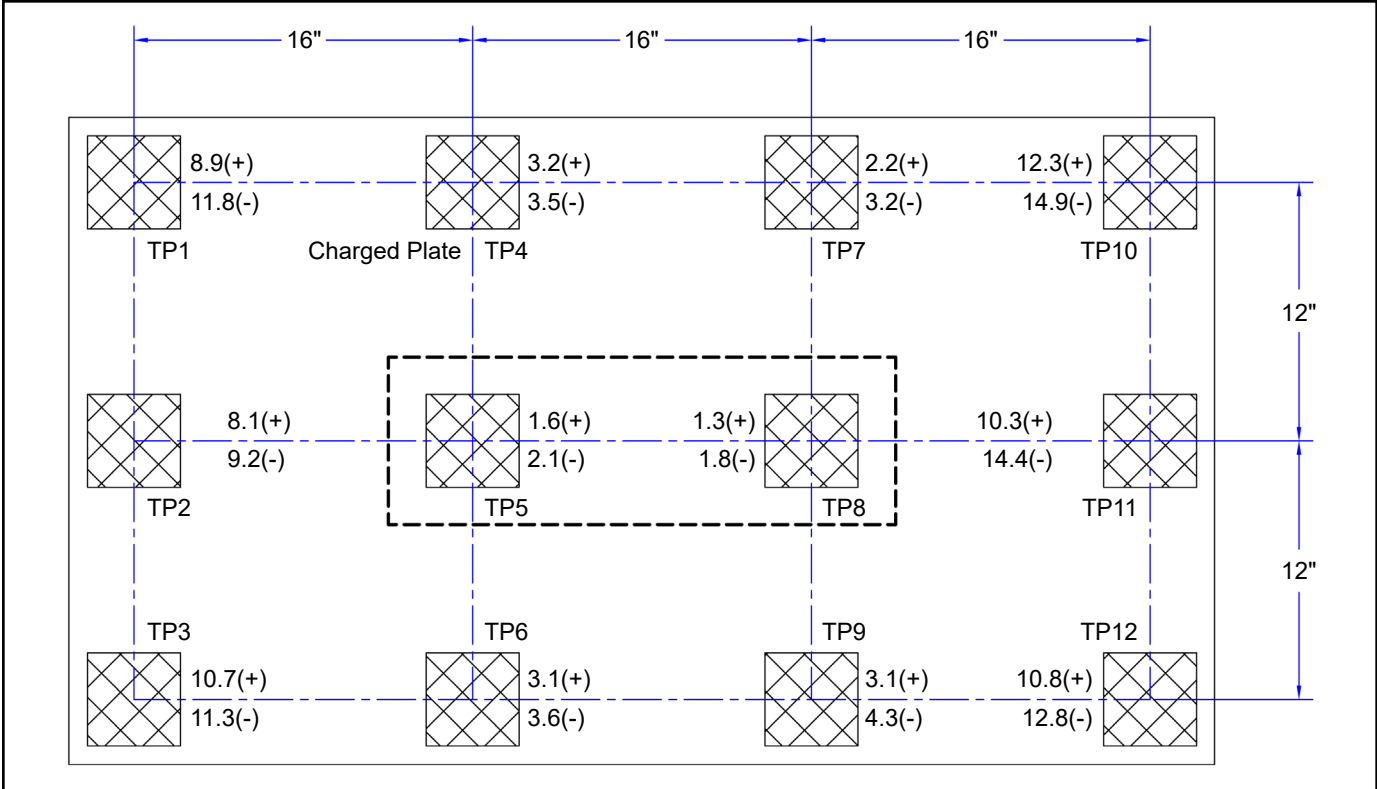 16" 16" 16"
8.9(+) 3.2(+) 2.2(+) 12.3(+)
11.8(-) 3.5(-) 3.2(-) 14.9(-)
TP1 Charged Plate TP4 TP7 TP10
12"
8.1(+) 1.6(+) 1.3(+) 10.3(+)
9.2(-) 2.1(-) 1.8(-) 14.4(-)
TP2 TP5 TP8 TP11
12"
TP3 TP6 TP9 TP12
10.7(+) 3.1(+) 3.1(+) 10.8(+)
11.3(-) 3.6(-) 4.3(-) 12.8(-)